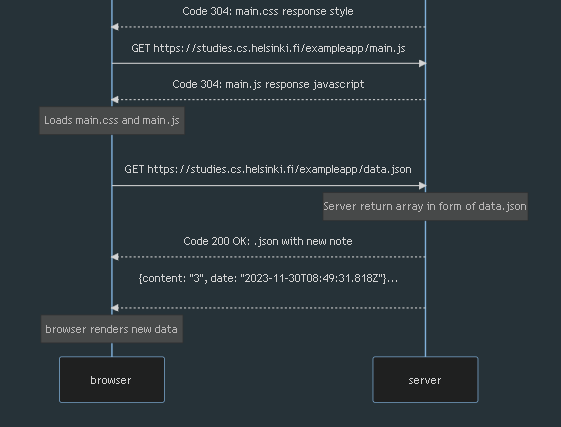 Code 304: main.css response style
GET https://studies.cs.helsinki.fi/exampleapp/main.js
Code 304: main.js response javascript
Loads main.css and main.js
GET https://studies.cs.helsinki.fi/exampleapp/data.json
Server return array in form of data.json
Code 200 OK: .json with new note
{content: "3", date: "2023-11-30T08:49:31.818Z"}...
browser renders new data
browser
server